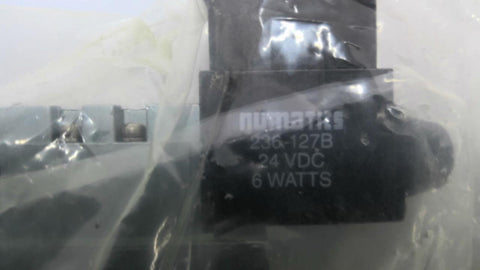 numatics
236-127B
24 VDC
6 WATTS